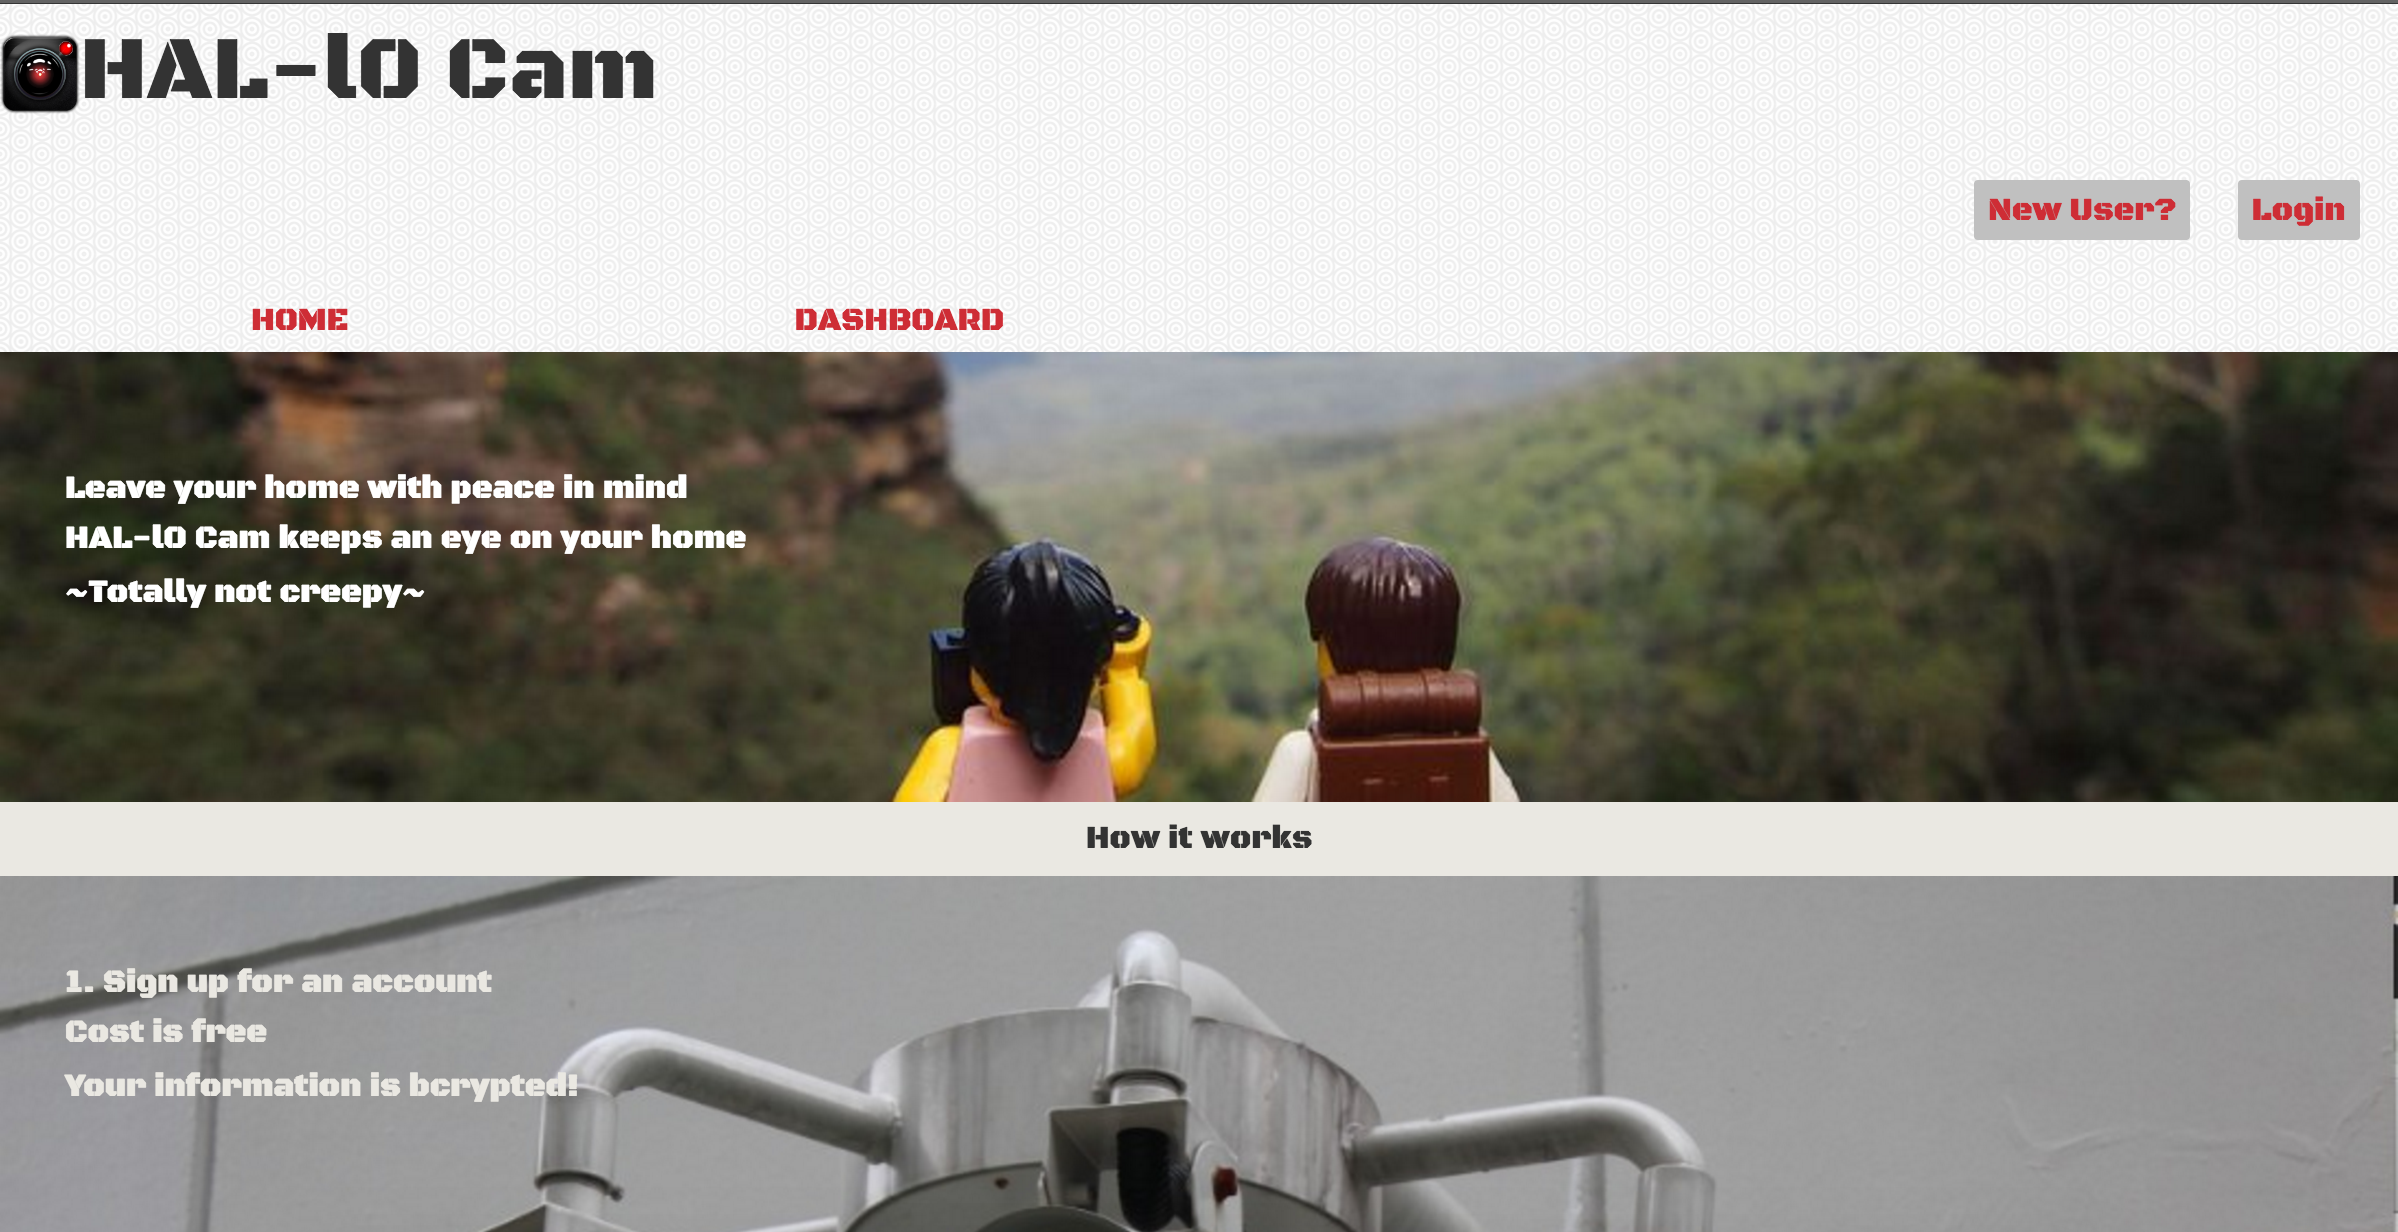 HAL-lO Cam
New User?
Login
HOME
DASHBOARD
Leave your home with peace in mind
HAL-lO Cam keeps an eye on your home
~Totally not creepy~
How it works
1. Sign up for an account
Cost is free
Your information is bcrypted!